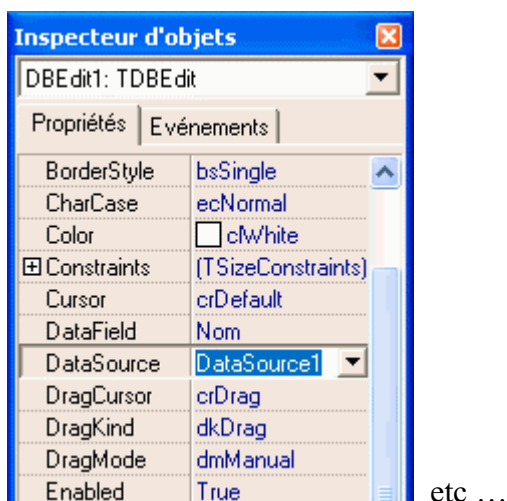 Inspecteur d'objets
DBEdit1: TDBEdit
Propriétés Evénements
BorderStyle bsSingle
CharCase ecNormal
Color clWhite
Constraints (TSizeConstraints)
Cursor crDefault
DataField Nom
DataSource DataSource1
DragCursor crDrag
DragKind dkDrag
DragMode dmManual
Enabled True
etc …